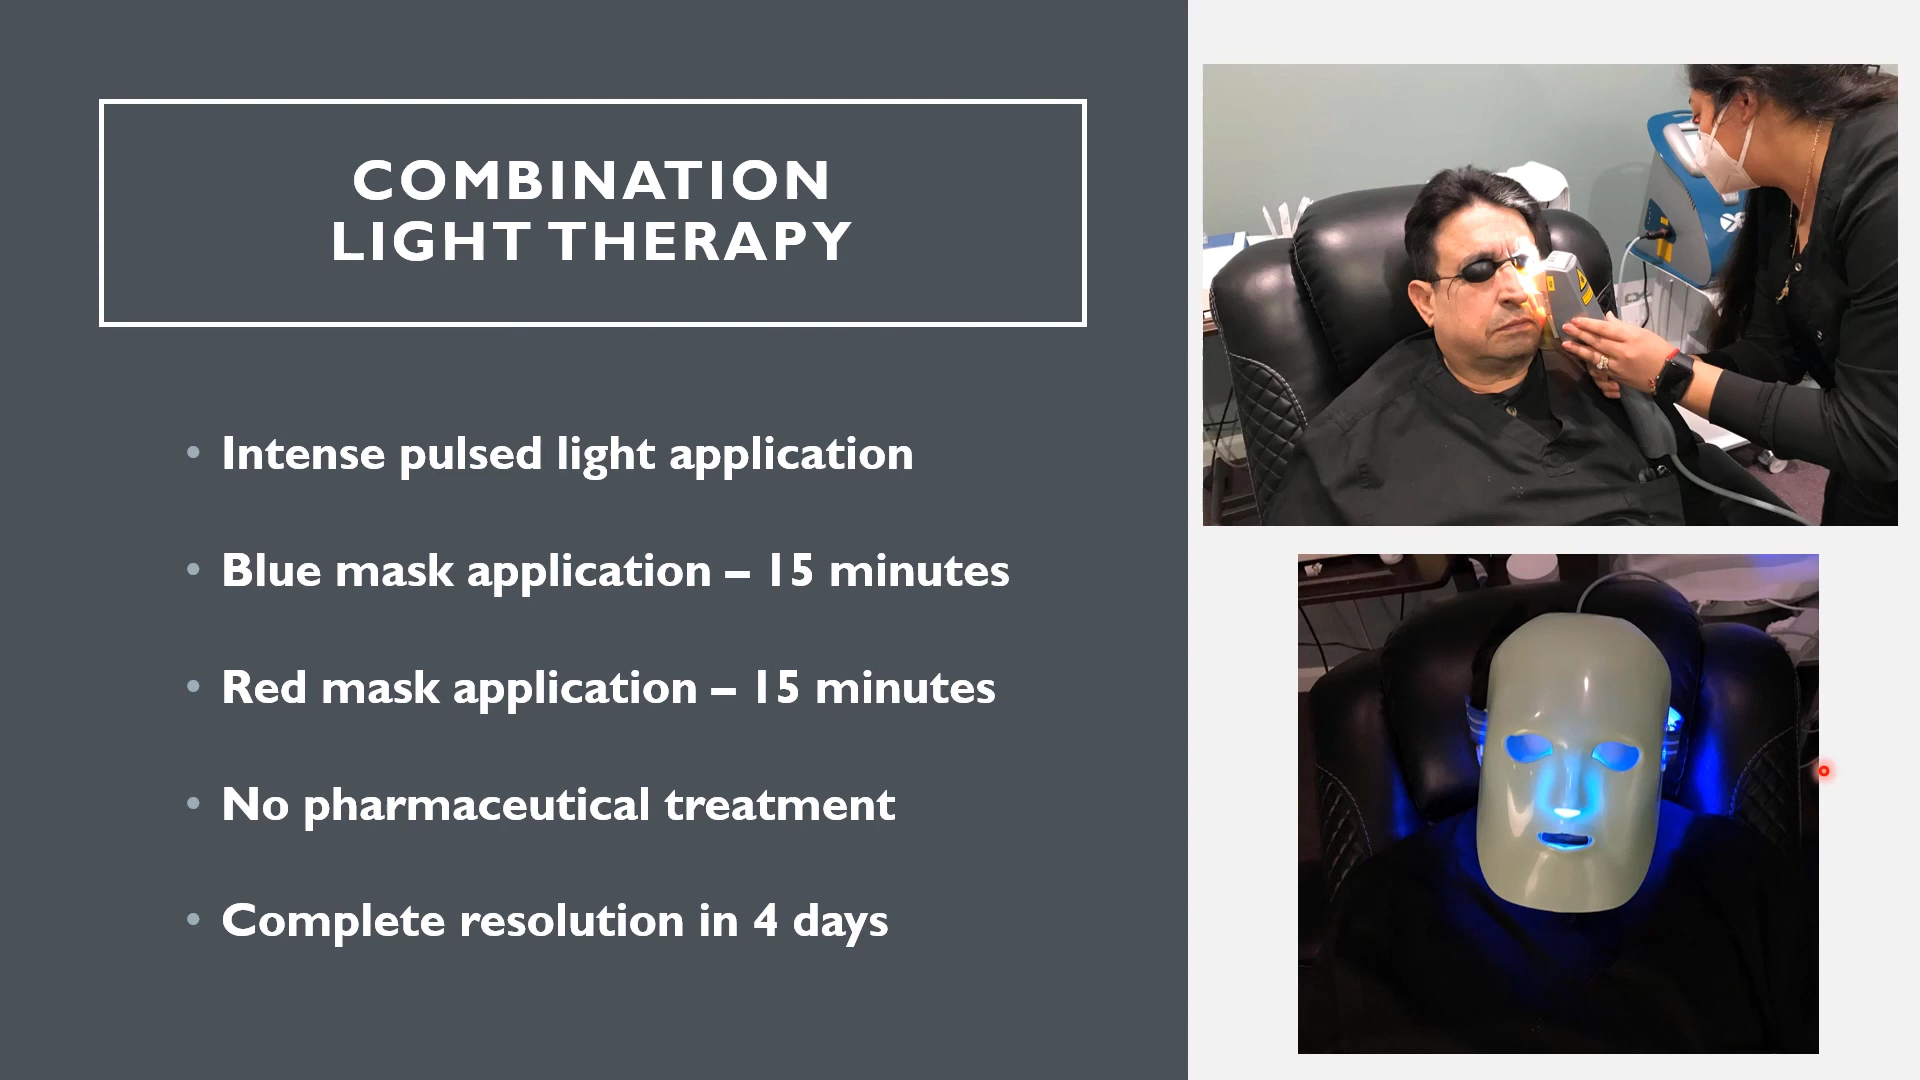 COMBINATION
LIGHT THERAPY
• Intense pulsed light application
• Blue mask application – 15 minutes
• Red mask application – 15 minutes
• No pharmaceutical treatment
• Complete resolution in 4 days